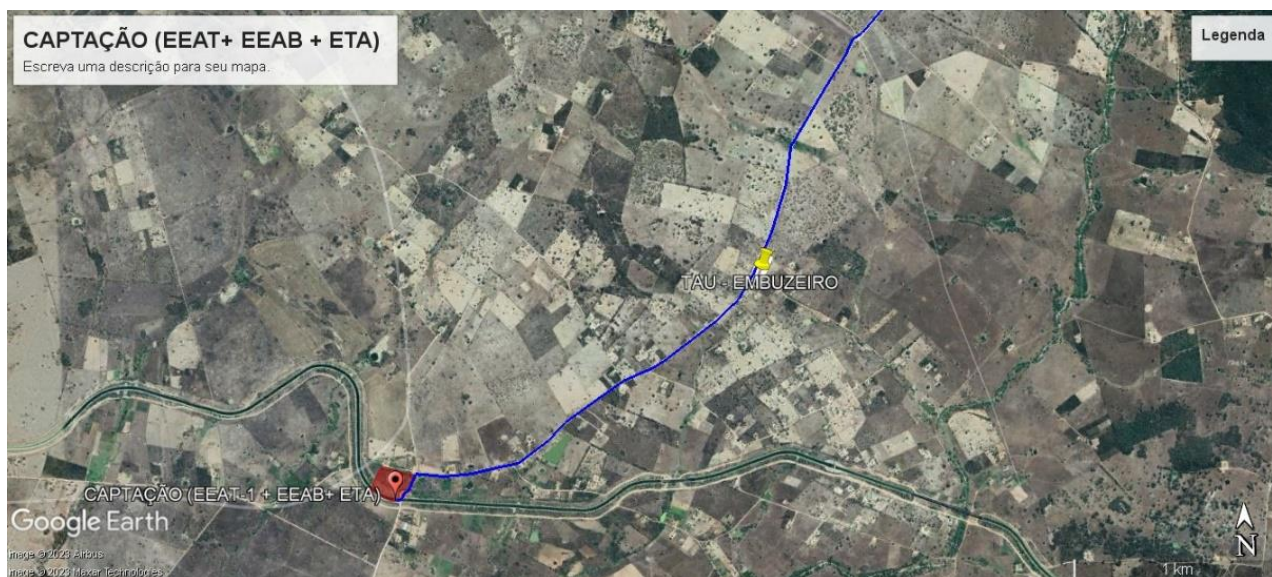 CAPTAÇÃO (EEAT+ EEAB + ETA)
Escreva uma descrição para seu mapa.
Legenda
TAU - EMBUZEIRO
CAPTAÇÃO (EEAT-1 + EEAB+ ETA)
Google Earth
Image © 2023 Airbus
Image © 2023 Maxar Technologies
N
1 km